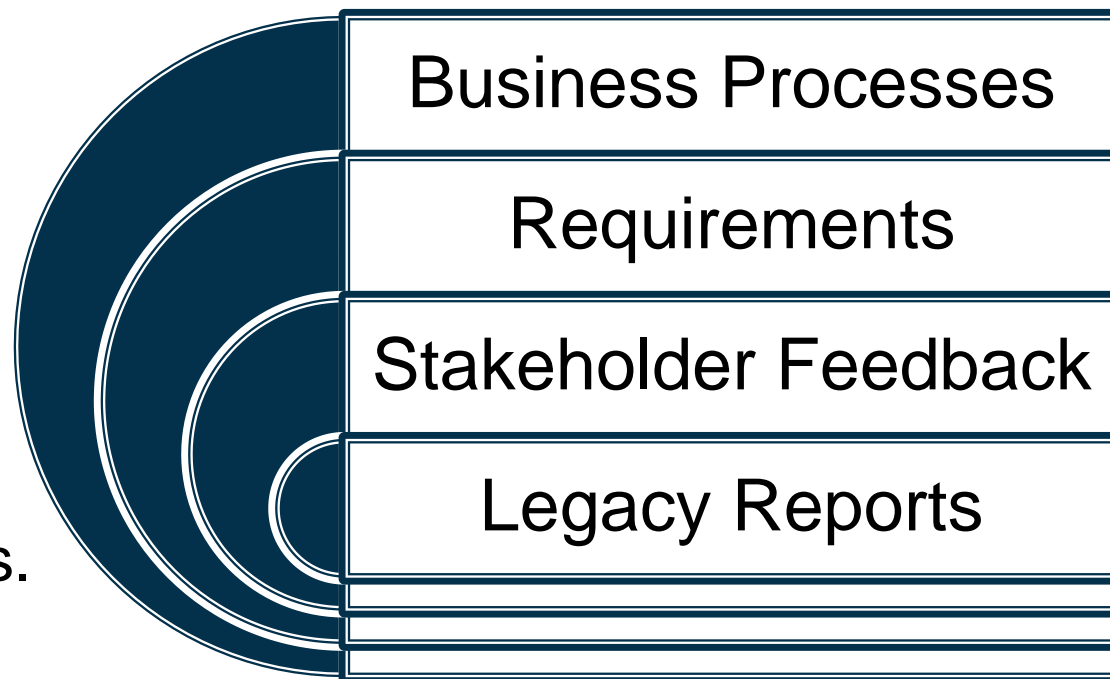 Business Processes
Requirements
Stakeholder Feedback
Legacy Reports
s.